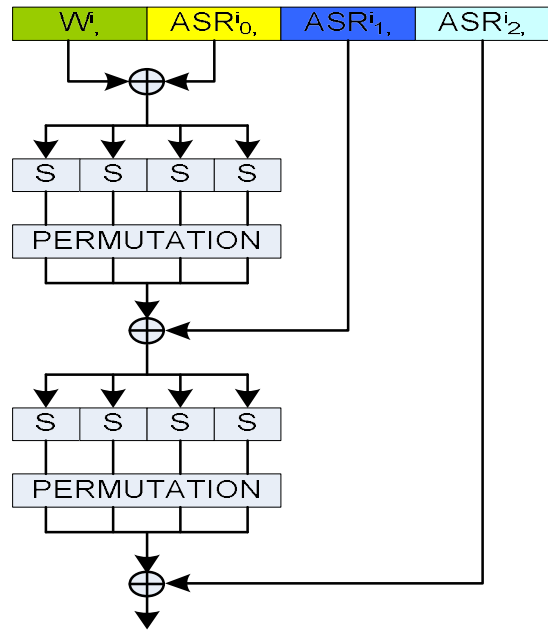 Wⁱ, ASRⁱ₀, ASRⁱ₁, ASRⁱ₂,
S S S S
PERMUTATION
S S S S
PERMUTATION